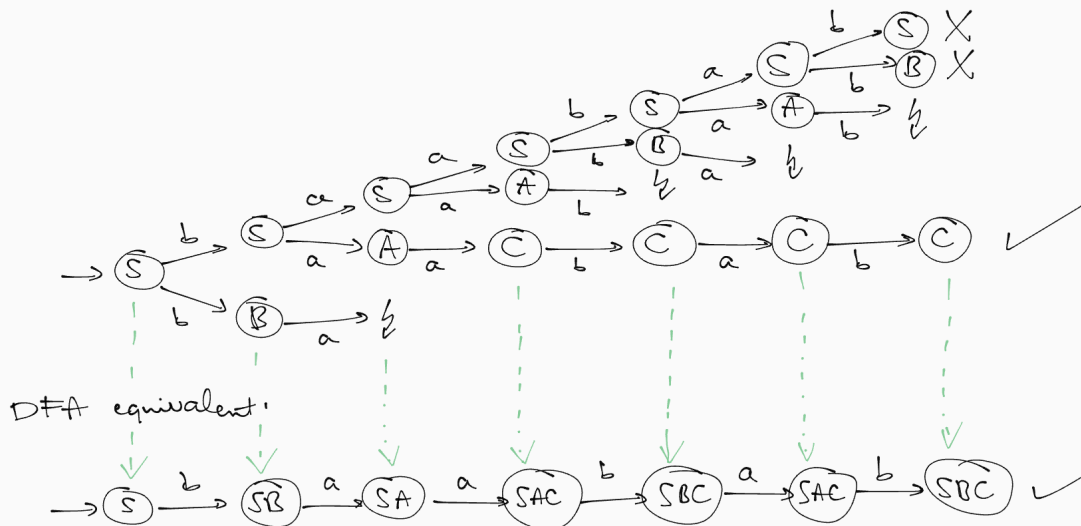 b S X
a S b B X
b S a A b
a S b B a
a S a A b
b S a A a C b C a C b C
S b B a
DFA equivalent:
S b SB a SA a SAC b SBC a SAC b SBC